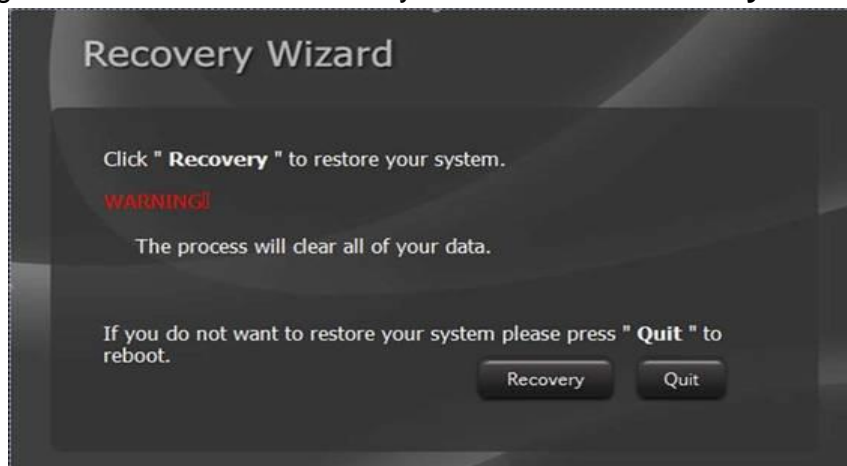 Recovery Wizard
Click " Recovery " to restore your system.
WARNING
The process will clear all of your data.
If you do not want to restore your system please press " Quit " to
reboot.
Recovery
Quit